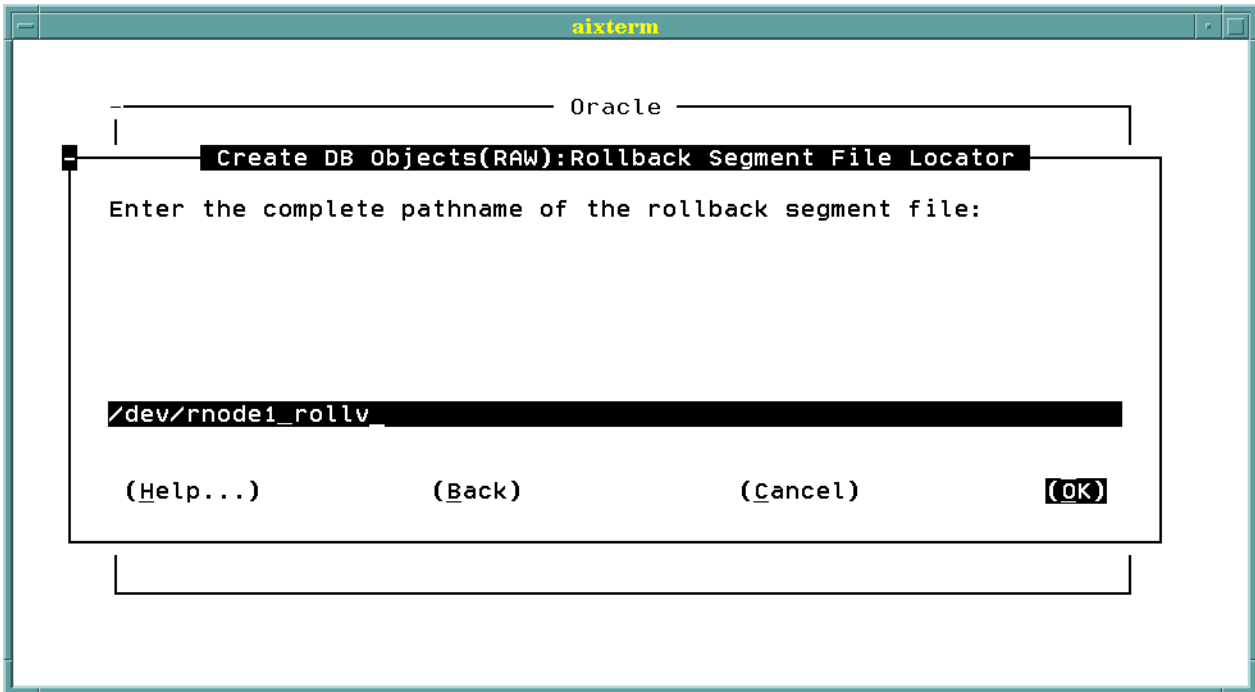 aixterm
Oracle
Create DB Objects(RAW):Rollback Segment File Locator
Enter the complete pathname of the rollback segment file:
/dev/rnode1_rollv_
(Help...) (Back) (Cancel) (OK)